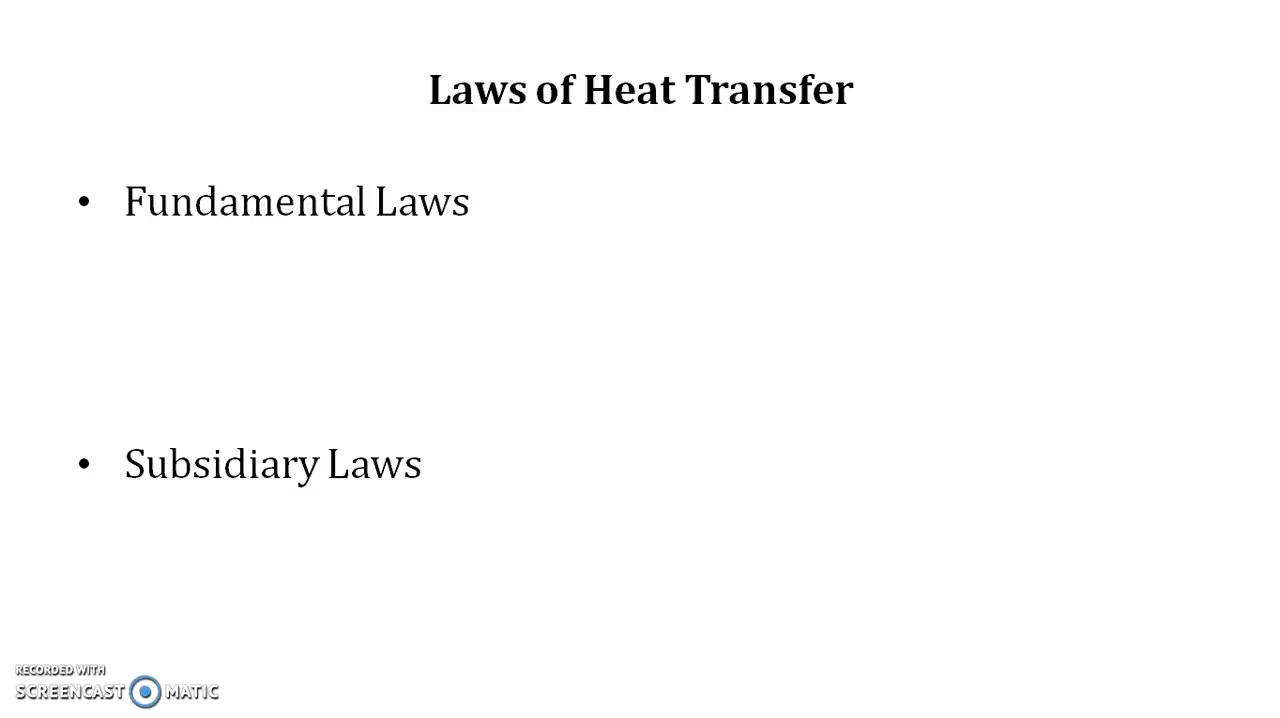 Laws of Heat Transfer
• Fundamental Laws
• Subsidiary Laws
RECORDED WITH
SCREENCAST MATIC